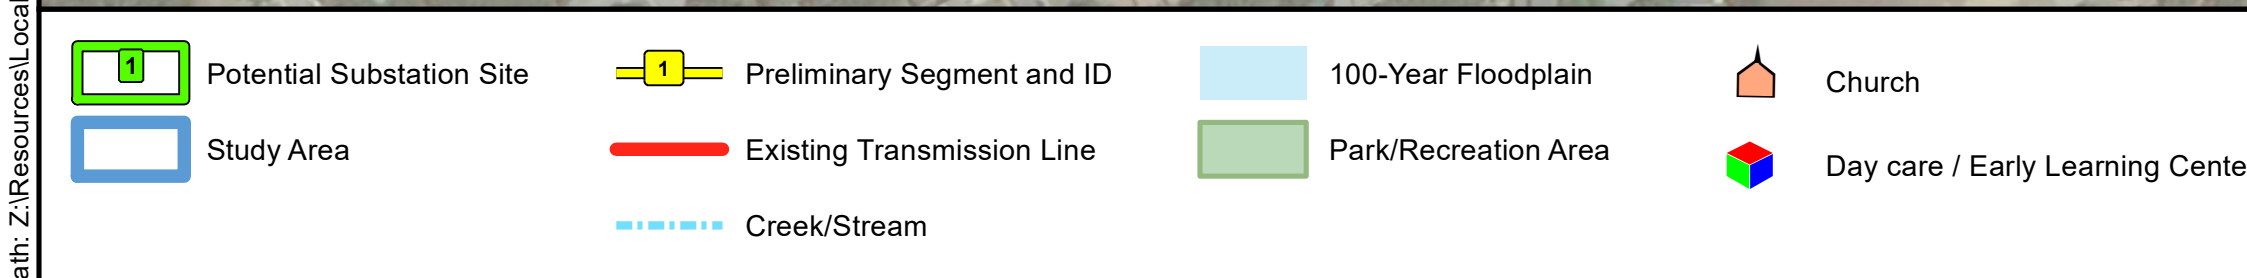 1 Potential Substation Site
Study Area
1 Preliminary Segment and ID
Existing Transmission Line
Creek/Stream
100-Year Floodplain
Park/Recreation Area
Church
Day care / Early Learning Cente
ath: Z:\Resources\Local